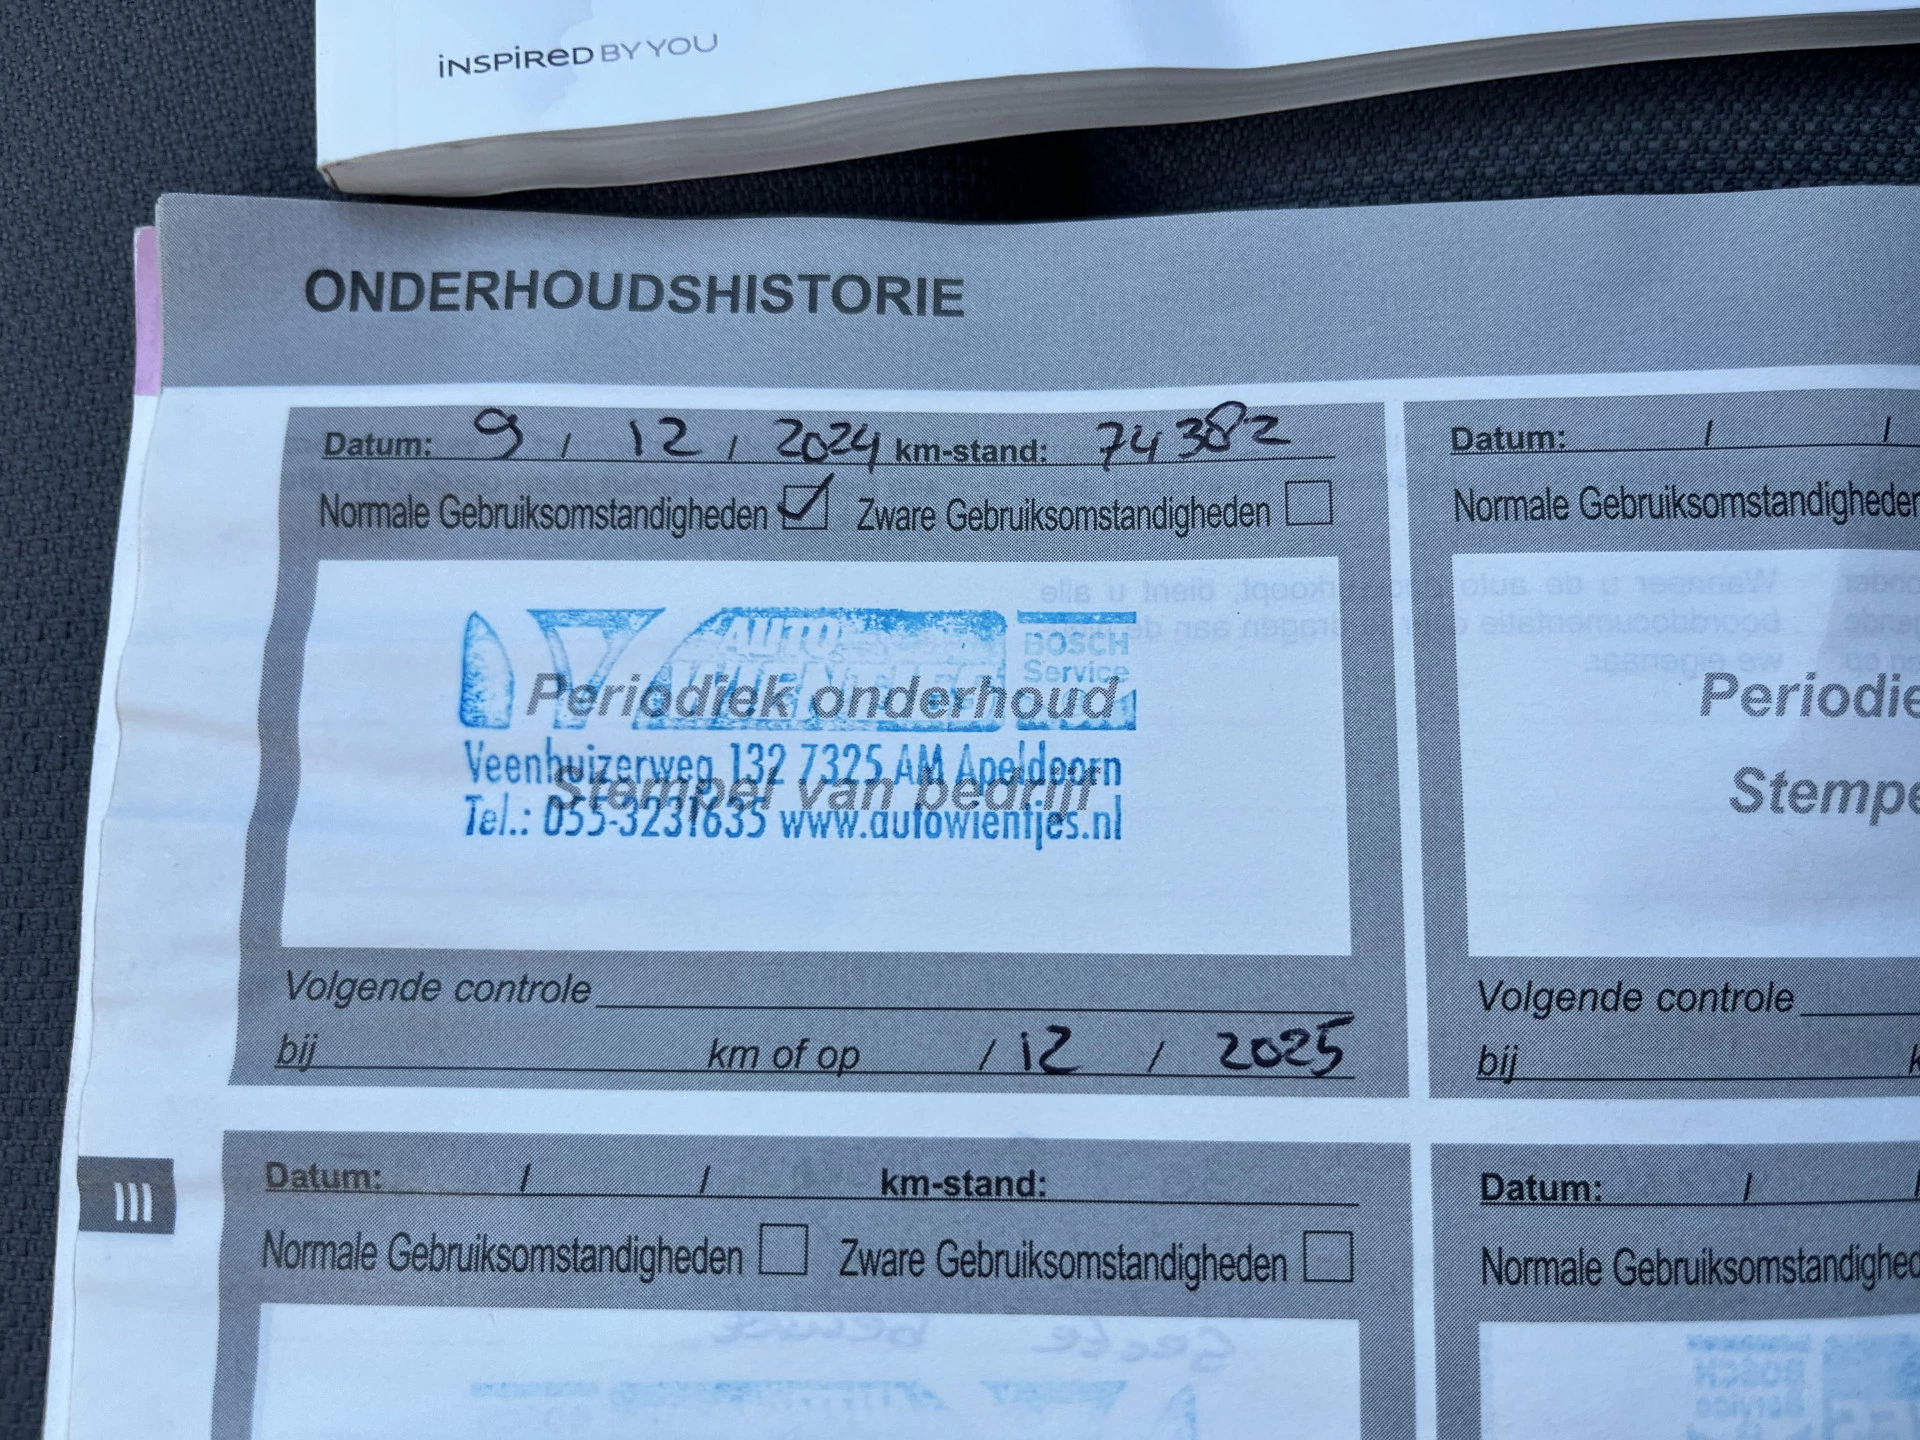 iNSPiReD BY YOU
ONDERHOUDSHISTORIE
Datum: 9 / 12 / 2024 km-stand: 74382
Normale Gebruiksomstandigheden Zware Gebruiksomstandigheden
AUTO
BOSCH
Service
Periodiek onderhoud
Veenhuizerweg 132 7325 AM Apeldoorn
Stempel van bedrijf
Tel.: 055-3231635 www.autowientjes.nl
Volgende controle
bij km of op / 12 / 2025
Datum: / /
Normale Gebruiksomstandigheden
Periodie
Stempe
Volgende controle
bij k
III
Datum: / / km-stand:
Normale Gebruiksomstandigheden Zware Gebruiksomstandigheden
Datum: / /
Normale Gebruiksomstandighed